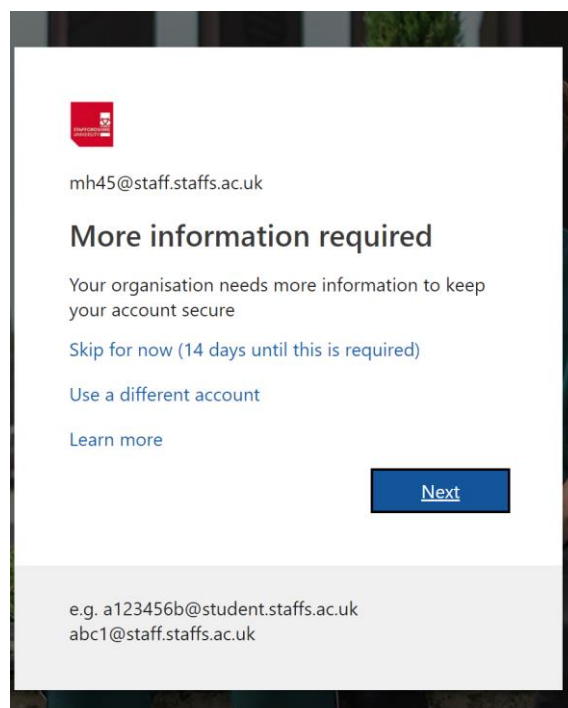 STAFFORDSHIRE
UNIVERSITY
mh45@staff.staffs.ac.uk
More information required
Your organisation needs more information to keep
your account secure
Skip for now (14 days until this is required)
Use a different account
Learn more
Next
e.g. a123456b@student.staffs.ac.uk
abc1@staff.staffs.ac.uk